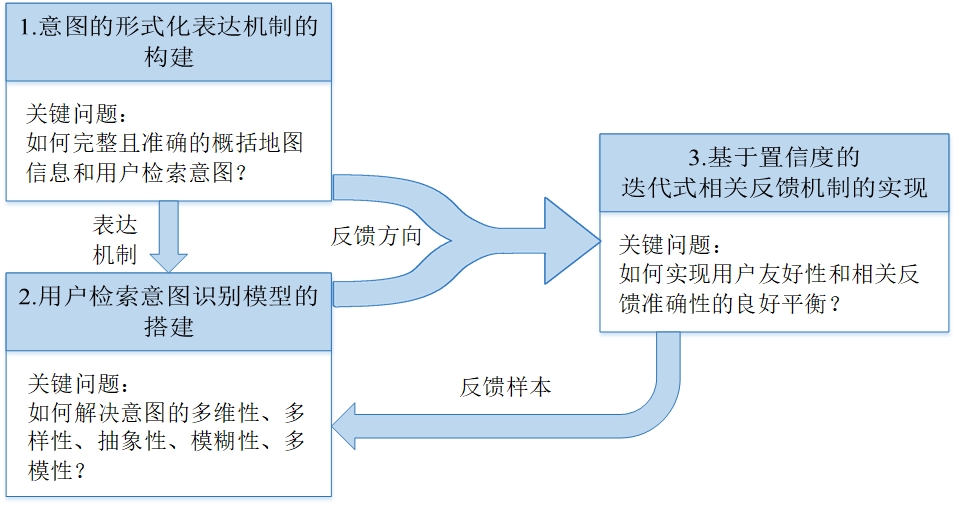 1.意图的形式化表达机制的
构建
关键问题：
如何完整且准确的概括地图
信息和用户检索意图？
表达
机制
2.用户检索意图识别模型的
搭建
关键问题：
如何解决意图的多维性、多
样性、抽象性、模糊性、多
模性？
反馈方向
3.基于置信度的
迭代式相关反馈机制的实现
关键问题：
如何实现用户友好性和相关反
馈准确性的良好平衡？
反馈样本